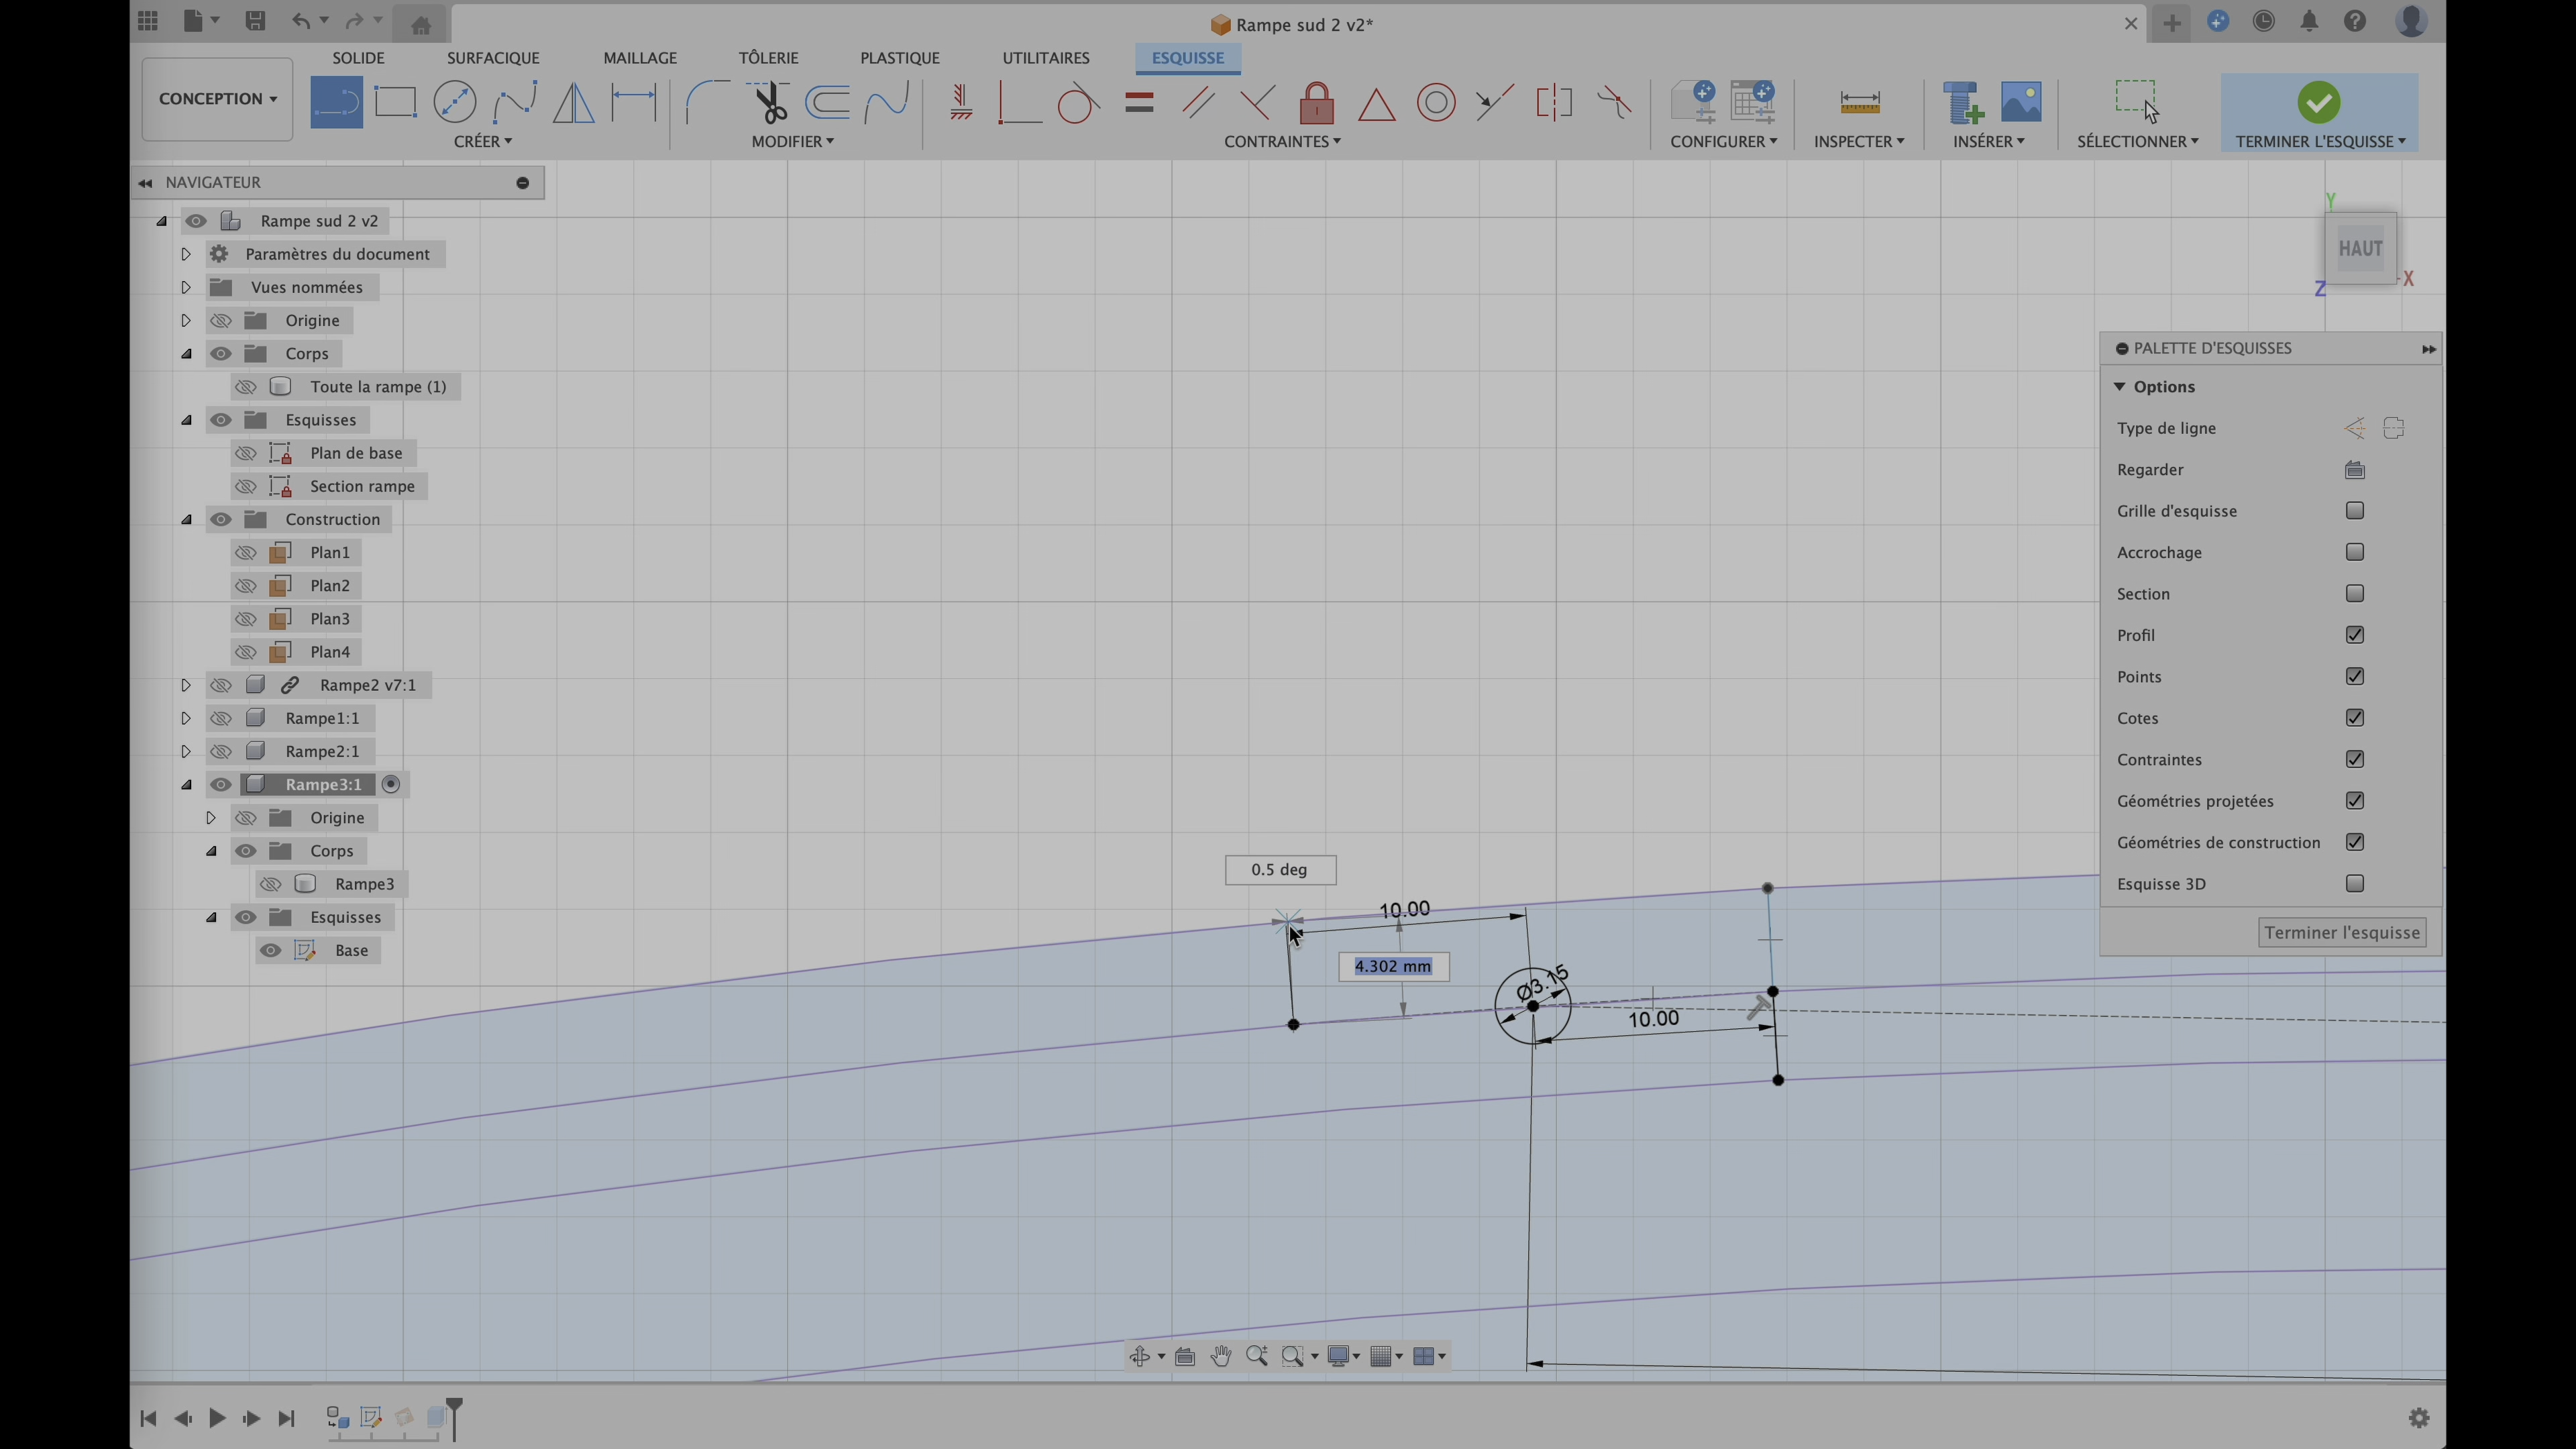 Rampe sud 2 v2*
SOLIDE SURFACIQUE MAILLAGE TÔLERIE PLASTIQUE UTILITAIRES ESQUISSE
CONCEPTION
CRÉER MODIFIER CONTRAINTES CONFIGURER INSPECTER INSÉRER SÉLECTIONNER TERMINER L'ESQUISSE
NAVIGATEUR
Rampe sud 2 v2
Paramètres du document
Vues nommées
Origine
Corps
Toute la rampe (1)
Esquisses
Plan de base
Section rampe
Construction
Plan1
Plan2
Plan3
Plan4
Rampe2 v7:1
Rampe1:1
Rampe2:1
Rampe3:1
Origine
Corps
Rampe3
Esquisses
Base
Y
HAUT
X
Z
PALETTE D'ESQUISSES
Options
Type de ligne
Regarder
Grille d'esquisse
Accrochage
Section
Profil
Points
Cotes
Contraintes
Géométries projetées
Géométries de construction
Esquisse 3D
Terminer l'esquisse
0.5 deg
10.00
4.302 mm
Ø3.15
10.00